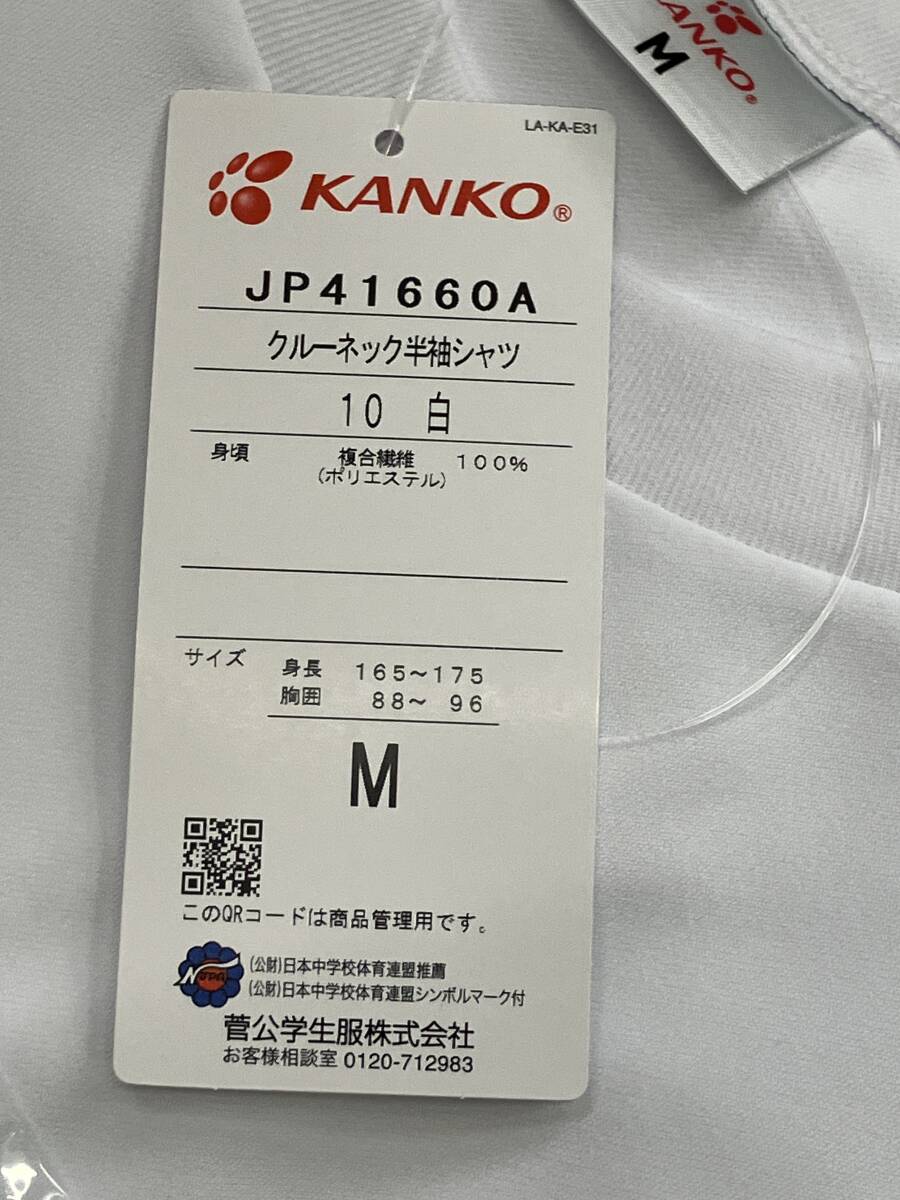 KANKO®
M
LA-KA-E31
KANKO®
JP41660A
クルーネック半袖シャツ
10 白
身頃 複合繊維 100%
(ポリエステル)
サイズ 身長 165～175
胸囲 88～ 96
M
このQRコードは商品管理用です。
(公財)日本中学校体育連盟推薦
(公財)日本中学校体育連盟シンボルマーク付
菅公学生服株式会社
お客様相談室 0120-712983